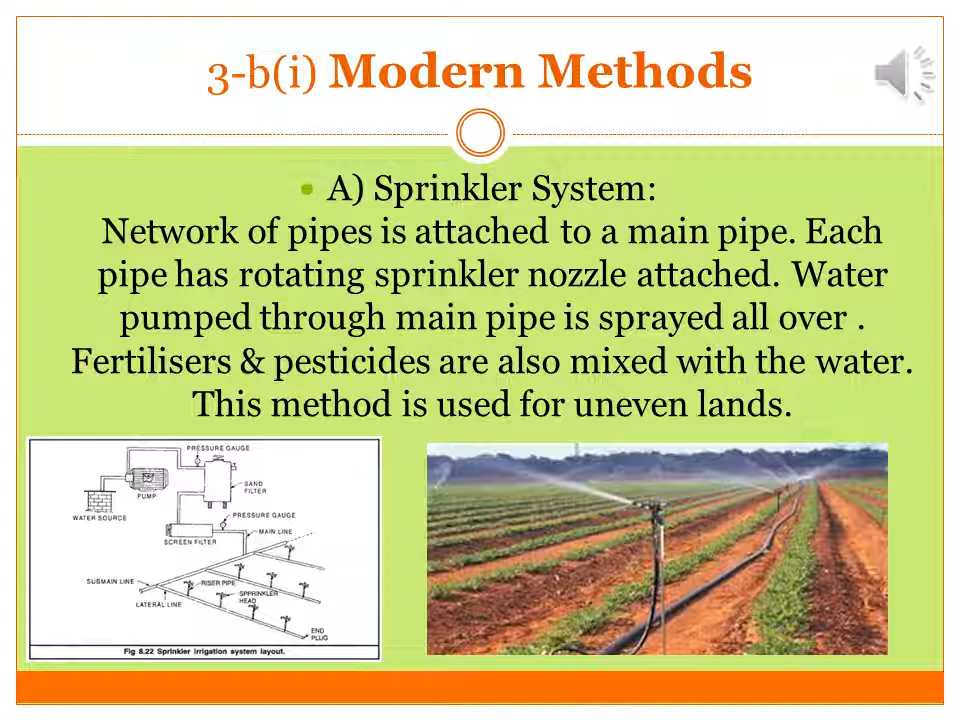 3-b(i) Modern Methods
• A) Sprinkler System:
Network of pipes is attached to a main pipe. Each
pipe has rotating sprinkler nozzle attached. Water
pumped through main pipe is sprayed all over .
Fertilisers & pesticides are also mixed with the water.
This method is used for uneven lands.
PRESSURE GAUGE
SAND
FILTER
PUMP
WATER SOURCE
PRESSURE GAUGE
MAIN LINE
SCREEN FILTER
SUBMAIN LINE
RISER PIPE
SPPRINKLER
HEAD
LATERAL LINE
END
PLUG
Fig 8.22 Sprinkler irrigation system layout.